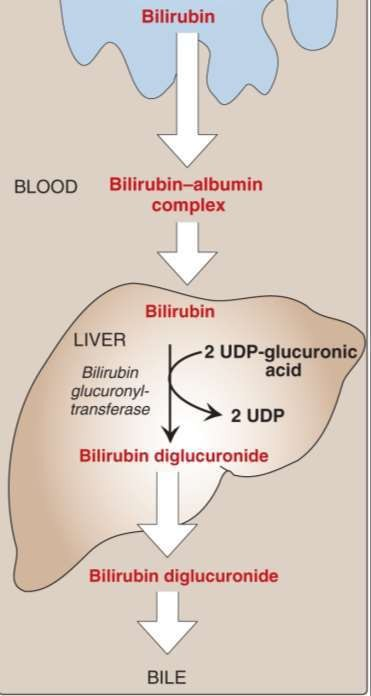 Bilirubin
BLOOD
Bilirubin–albumin
complex
Bilirubin
LIVER
2 UDP-glucuronic
acid
Bilirubin
glucuronyl-
transferase
2 UDP
Bilirubin diglucuronide
Bilirubin diglucuronide
BILE